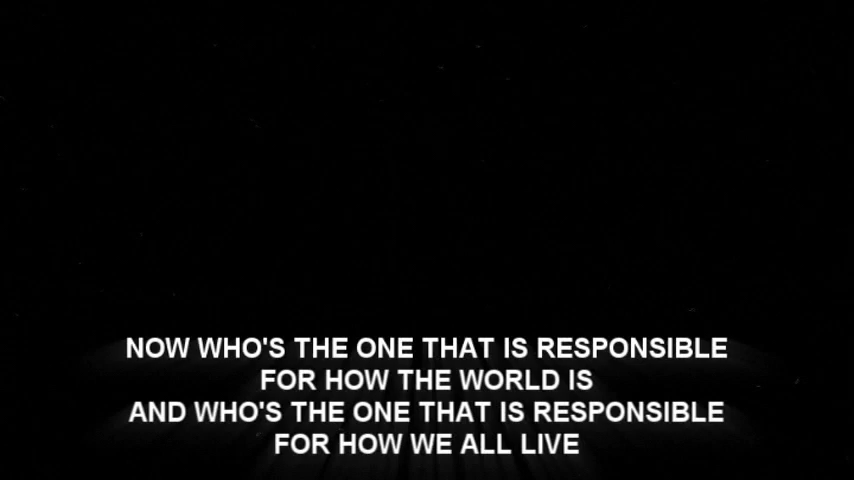 NOW WHO'S THE ONE THAT IS RESPONSIBLE
FOR HOW THE WORLD IS
AND WHO'S THE ONE THAT IS RESPONSIBLE
FOR HOW WE ALL LIVE